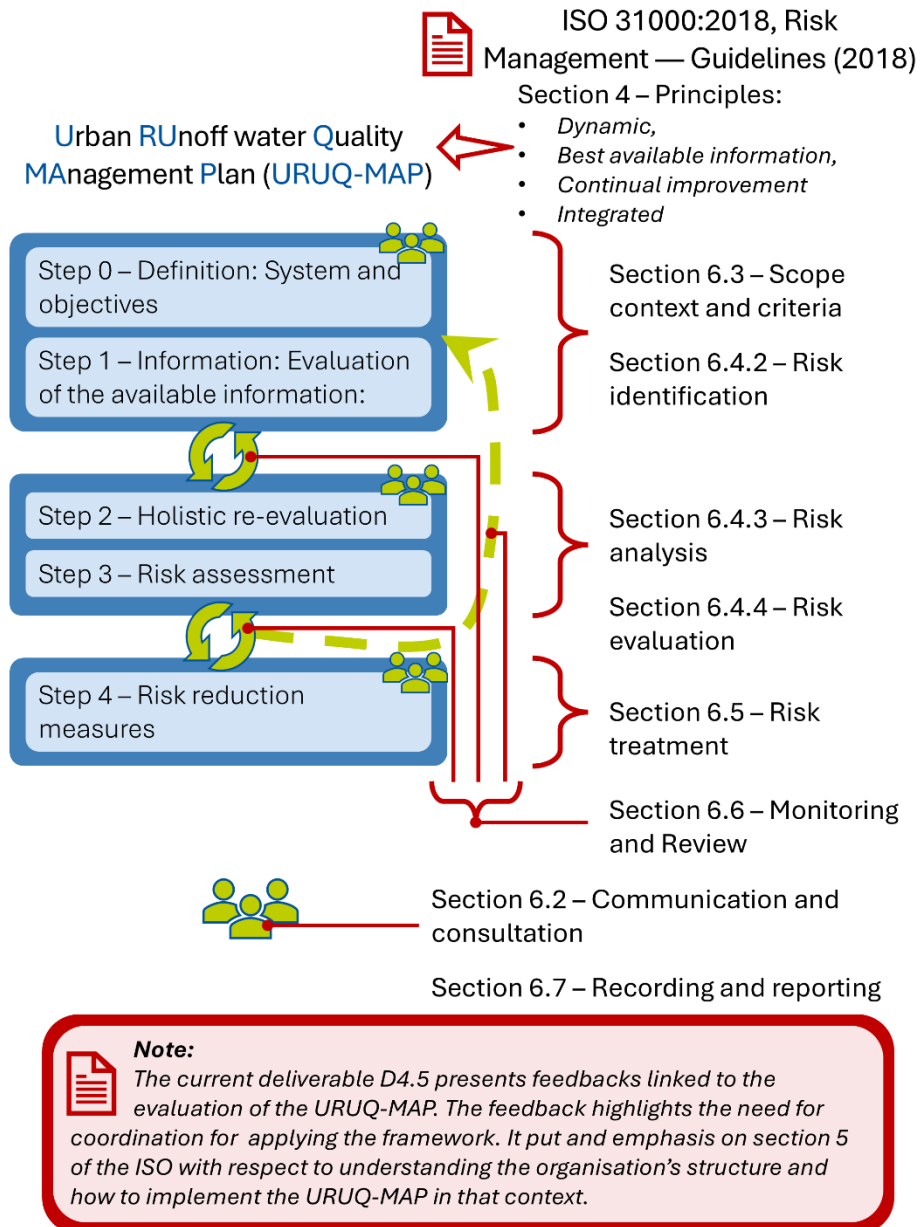 ISO 31000:2018, Risk
Management — Guidelines (2018)
Section 4 – Principles:
• Dynamic,
• Best available information,
• Continual improvement
• Integrated
Urban RUnoff water Quality
MAnagement Plan (URUQ-MAP)
Step 0 – Definition: System and
objectives
Step 1 – Information: Evaluation
of the available information:
Section 6.3 – Scope
context and criteria
Section 6.4.2 – Risk
identification
Step 2 – Holistic re-evaluation
Step 3 – Risk assessment
Section 6.4.3 – Risk
analysis
Section 6.4.4 – Risk
evaluation
Step 4 – Risk reduction
measures
Section 6.5 – Risk
treatment
Section 6.6 – Monitoring
and Review
Section 6.2 – Communication and
consultation
Section 6.7 – Recording and reporting
Note:
The current deliverable D4.5 presents feedbacks linked to the
evaluation of the URUQ-MAP. The feedback highlights the need for
coordination for applying the framework. It put and emphasis on section 5
of the ISO with respect to understanding the organisation's structure and
how to implement the URUQ-MAP in that context.